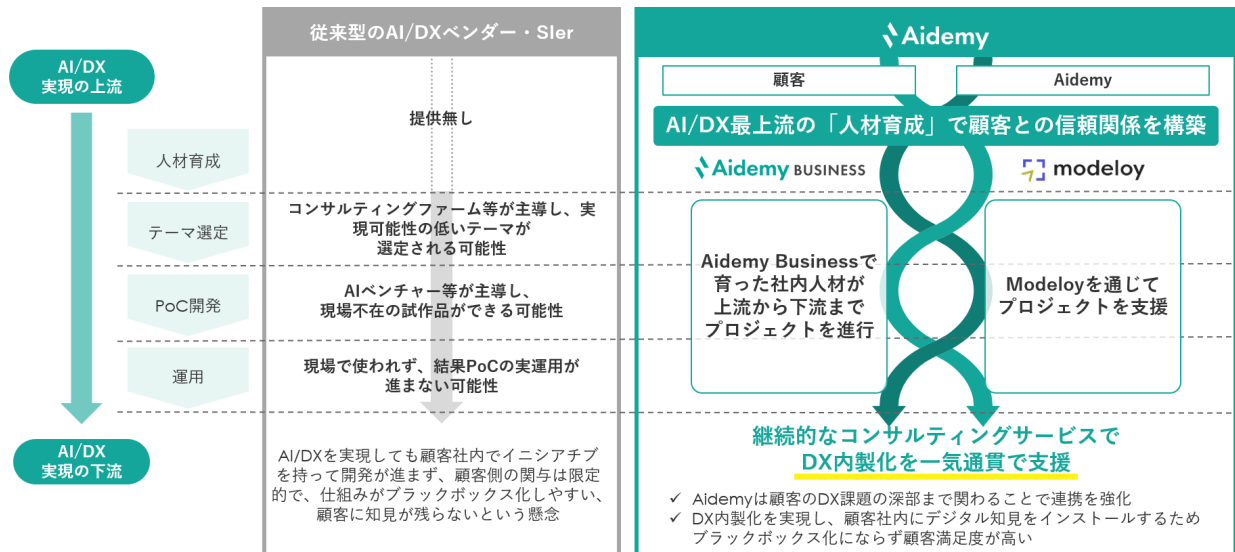 AI/DX
実現の上流
人材育成
テーマ選定
PoC開発
運用
AI/DX
実現の下流
従来型のAI/DXベンダー・SIer
提供無し
コンサルティングファーム等が主導し、実
現可能性の低いテーマが
選定される可能性
AIベンチャー等が主導し、
現場不在の試作品ができる可能性
現場で使われず、結果PoCの実運用が
進まない可能性
AI/DXを実現しても顧客社内でイニシアチブ
を持って開発が進まず、顧客側の関与は限定
的で、仕組みがブラックボックス化しやすい、
顧客に知見が残らないという懸念
Aidemy
顧客
Aidemy
AI/DX最上流の「人材育成」で顧客との信頼関係を構築
Aidemy BUSINESS
modeloy
Aidemy Businessで
育った社内人材が
上流から下流まで
プロジェクトを進行
Modeloyを通じて
プロジェクトを支援
継続的なコンサルティングサービスで
DX内製化を一気通貫で支援
✓ Aidemyは顧客のDX課題の深部まで関わることで連携を強化
✓ DX内製化を実現し、顧客社内にデジタル知見をインストールするため
ブラックボックス化にならず顧客満足度が高い